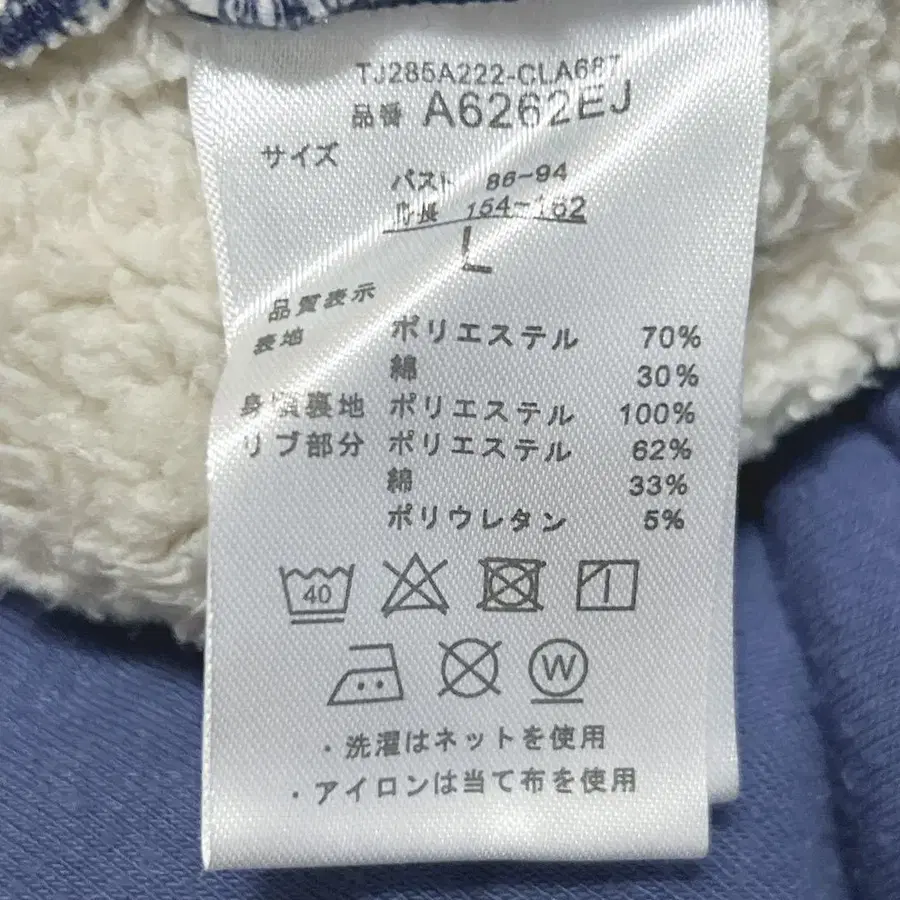 TJ285A222-CLA687
品番 A6262EJ
サイズ
バスト 86~94
身長 154~162
L
品質表示
表地 ポリエステル 70%
綿 30%
身頃裏地 ポリエステル 100%
リブ部分 ポリエステル 62%
綿 33%
ポリウレタン 5%
40
W
・洗濯はネットを使用
・アイロンは当て布を使用